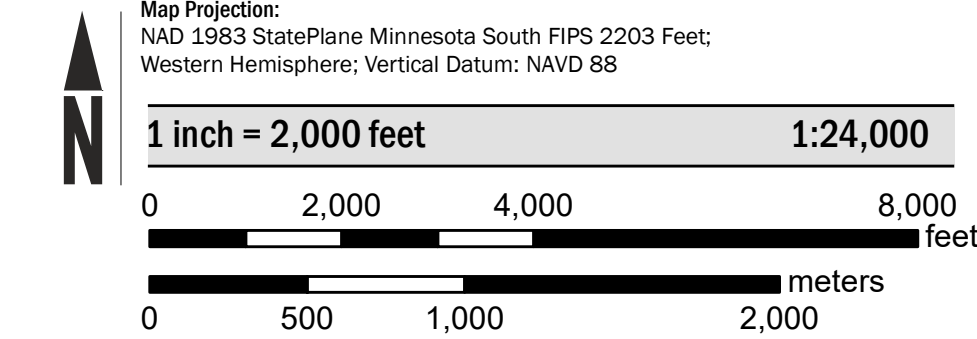 Map Projection:
NAD 1983 StatePlane Minnesota South FIPS 2203 Feet;
Western Hemisphere; Vertical Datum: NAVD 88
N
1 inch = 2,000 feet 1:24,000
0 2,000 4,000 8,000
feet
meters
0 500 1,000 2,000